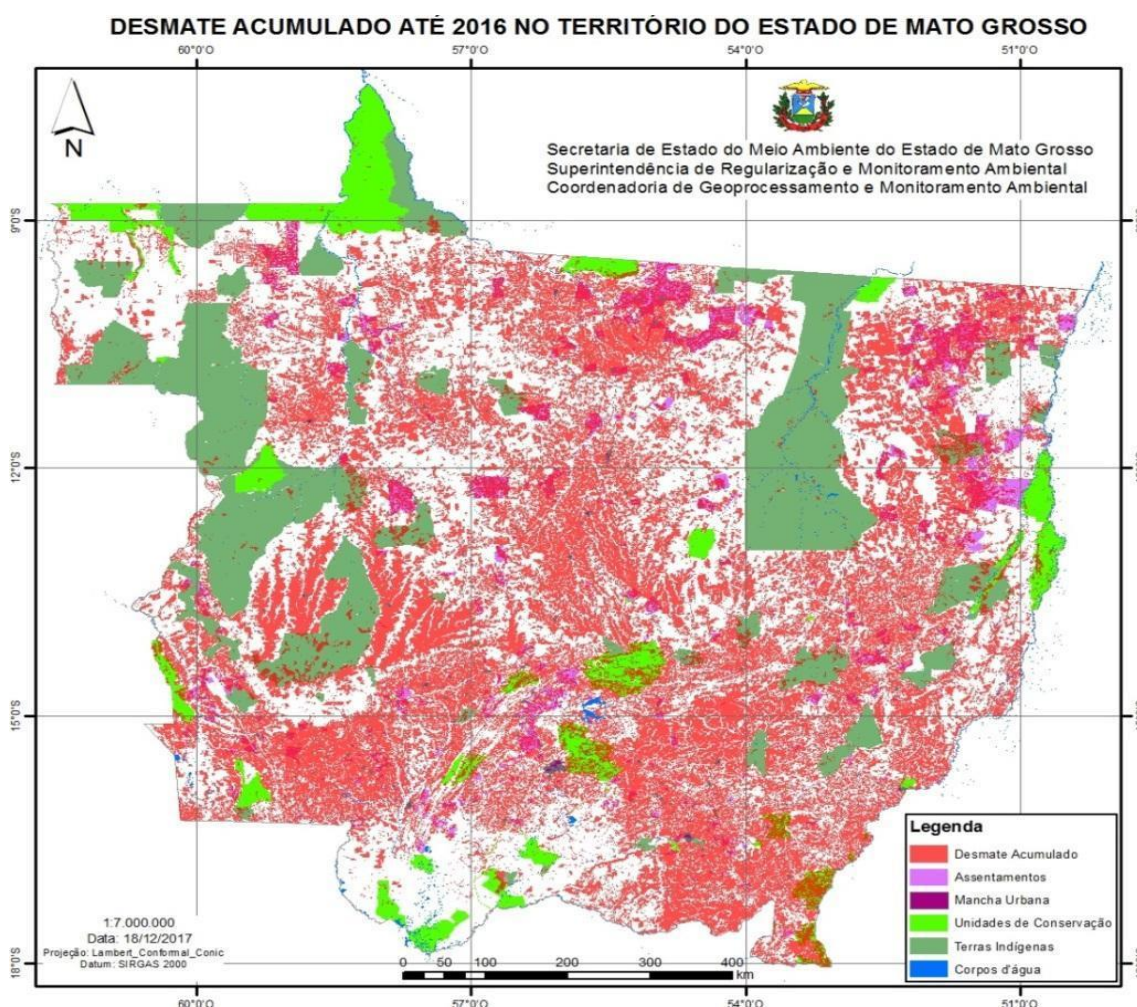 DESMATE ACUMULADO ATÉ 2016 NO TERRITÓRIO DO ESTADO DE MATO GROSSO
60°0'O 57°0'O 54°0'O 51°0'O
N
Secretaria de Estado do Meio Ambiente do Estado de Mato Grosso
Superintendência de Regularização e Monitoramento Ambiental
Coordenadoria de Geoprocessamento e Monitoramento Ambiental
9°0'S
12°0'S
15°0'S
18°0'S
Legenda
Desmate Acumulado
Assentamentos
Mancha Urbana
Unidades de Conservação
Terras Indígenas
Corpos d'água
1:7.000.000
Data: 18/12/2017
Projeção: Lambert_Conformal_Conic
Datum: SIRGAS 2000
0 50 100 200 300 400
km
60°0'O 57°0'O 54°0'O 51°0'O